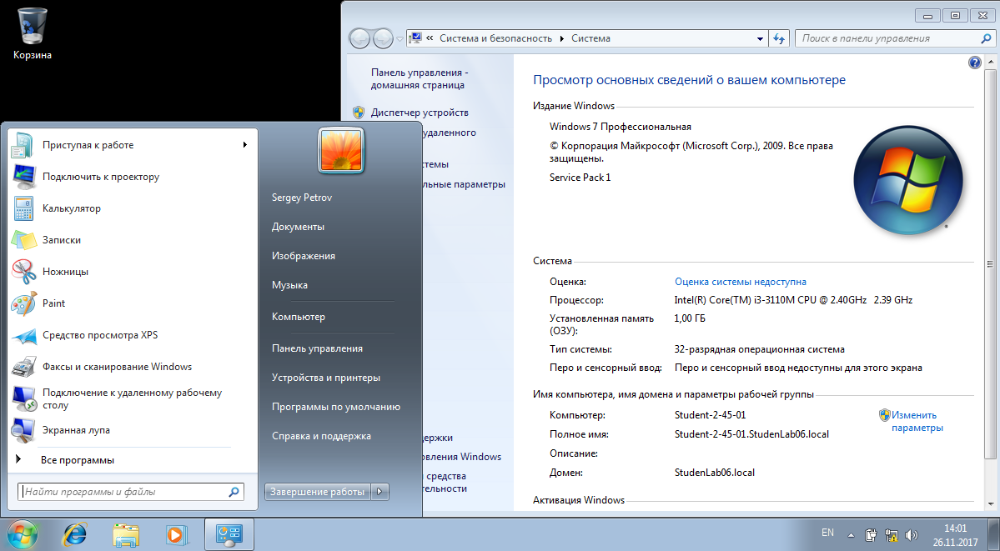 Корзина
Система и безопасность
Система
Поиск в панели управления
Панель управления -
домашняя страница
Диспетчер устройств
удаленного
Просмотр основных сведений о вашем компьютере
Издание Windows
Windows 7 Профессиональная
© Корпорация Майкрософт (Microsoft Corp.), 2009. Все права
защищены.
Service Pack 1
Система
Оценка: Оценка системы недоступна
Процессор: Intel(R) Core(TM) i3-3110M CPU @ 2.40GHz 2.39 GHz
Установленная память
(ОЗУ): 1,00 ГБ
Тип системы: 32-разрядная операционная система
Перо и сенсорный ввод: Перо и сенсорный ввод недоступны для этого экрана
Имя компьютера, имя домена и параметры рабочей группы
Компьютер: Student-2-45-01
Изменить
параметры
Полное имя: Student-2-45-01.StudenLab06.local
Описание:
Домен: StudenLab06.local
Активация Windows
стемы
льные параметры
держки
овления Windows
средства
тельности
Приступая к работе
Подключить к проектору
Калькулятор
Записки
Ножницы
Paint
Средство просмотра XPS
Факсы и сканирование Windows
Подключение к удаленному рабочему
столу
Экранная лупа
Все программы
Найти программы и файлы
Sergey Petrov
Документы
Изображения
Музыка
Компьютер
Панель управления
Устройства и принтеры
Программы по умолчанию
Справка и поддержка
Завершение работы
EN
14:01
26.11.2017